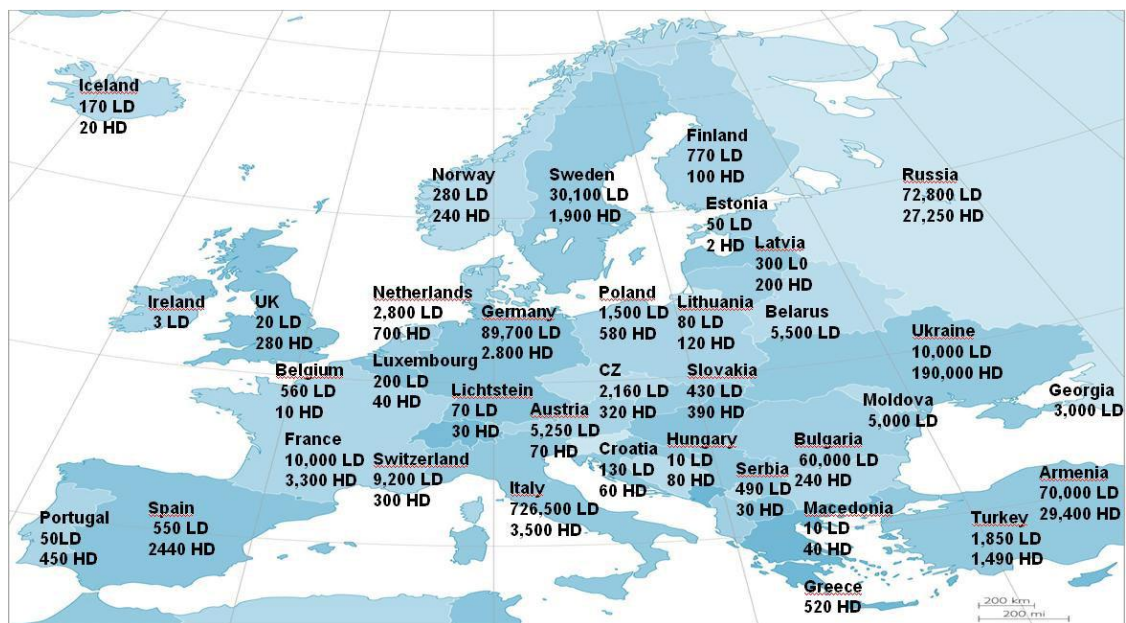 Iceland
170 LD
20 HD
Norway
280 LD
240 HD
Sweden
30,100 LD
1,900 HD
Finland
770 LD
100 HD
Russia
72,800 LD
27,250 HD
Estonia
50 LD
2 HD
Latvia
300 L0
200 HD
Ireland
3 LD
UK
20 LD
280 HD
Netherlands
2,800 LD
700 HD
Germany
89,700 LD
2.800 HD
Poland
1,500 LD
580 HD
Lithuania
80 LD
120 HD
Belarus
5,500 LD
Ukraine
10,000 LD
190,000 HD
Belgium
560 LD
10 HD
Luxembourg
200 LD
40 HD
Lichtstein
70 LD
30 HD
CZ
2,160 LD
320 HD
Slovakia
430 LD
390 HD
Moldova
5,000 LD
Georgia
3,000 LD
France
10,000 LD
3,300 HD
Switzerland
9,200 LD
300 HD
Austria
5,250 LD
70 HD
Croatia
130 LD
60 HD
Hungary
10 LD
80 HD
Serbia
490 LD
30 HD
Bulgaria
60,000 LD
240 HD
Armenia
70,000 LD
29,400 HD
Portugal
50LD
450 HD
Spain
550 LD
2440 HD
Italy
726,500 LD
3,500 HD
Macedonia
10 LD
40 HD
Turkey
1,850 LD
1,490 HD
Greece
520 HD
200 km
200 mi